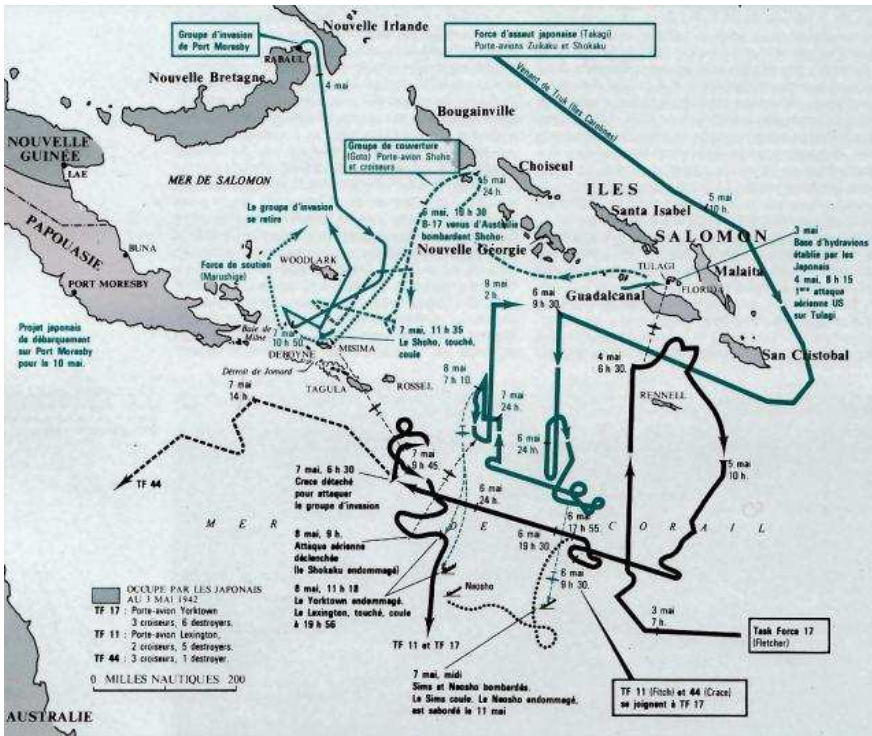 Nouvelle Irlande
Groupe d'invasion
de Port Moresby
RABAUL
Nouvelle Bretagne
4 mai
Force d'assaut japonaise (Takagi)
Porte-avions Zuikaku et Shokaku
Venant de Truk (Iles Carolines)
Bougainville
NOUVELLE
GUINÉE
LAE
MER DE SALOMON
Groupe de couverture
(Goto) Porte-avion Shoho
et croiseurs
5 mai
24 h.
Choiseul
ILES
SALOMON
Santa Isabel
5 mai
10 h.
Le groupe d'invasion
se retire
6 mai, 10 h 30
B-17 venus d'Australie
bombardent Shoho.
Nouvelle Géorgie
3 mai
Base d'hydravions
établie par les
Japonais
4 mai, 8 h 15
1ère attaque
aérienne US
sur Tulagi
PAPOUASIE
BUNA
Force de soutien
(Marushige)
WOODLARK
TULAGI
Malaita
FLORIDA
Guadalcanal
PORT MORESBY
8 mai
2 h.
6 mai
9 h 30.
Projet japonais
de débarquement
sur Port Moresby
pour le 10 mai.
Baie de
Milne
7 mai
10 h 50
7 mai, 11 h 35
Le Shoho, touché,
coule
DEBOYNE
MISIMA
4 mai
6 h 30.
San Cristobal
Détroit de Jomard
7 mai
14 h.
TAGULA
ROSSEL
8 mai
7 h 10.
RENNELL
7 mai
24 h.
6 mai
24 h.
TF 44
7 mai
9 h 45
7 mai, 6 h 30
Crace détaché
pour attaquer
le groupe d'invasion
6 mai
24 h.
5 mai
10 h.
MER DE CORAIL
6 mai
17 h 55.
8 mai, 9 h.
Attaque aérienne
déclenchée
(le Shokaku endommagé)
6 mai
19 h 30.
6 mai
9 h 30.
8 mai, 11 h 18
Le Yorktown endommagé.
Le Lexington, touché, coule
à 19 h 56
Neosho
OCCUPE PAR LES JAPONAIS
AU 3 MAI 1942
TF 17 : Porte-avion Yorktown
3 croiseurs, 6 destroyers.
TF 11 : Porte-avion Lexington,
2 croiseurs, 5 destroyers.
TF 44 : 3 croiseurs, 1 destroyer.
0 MILLES NAUTIQUES 200
3 mai
7 h.
Task Force 17
(Fletcher)
TF 11 et TF 17
7 mai, midi
Sims et Neosho bombardés.
Le Sims coule. Le Neosho endommagé,
est sabordé le 11 mai
TF 11 (Fitch) et 44 (Crace)
se joignent à TF 17
AUSTRALIE